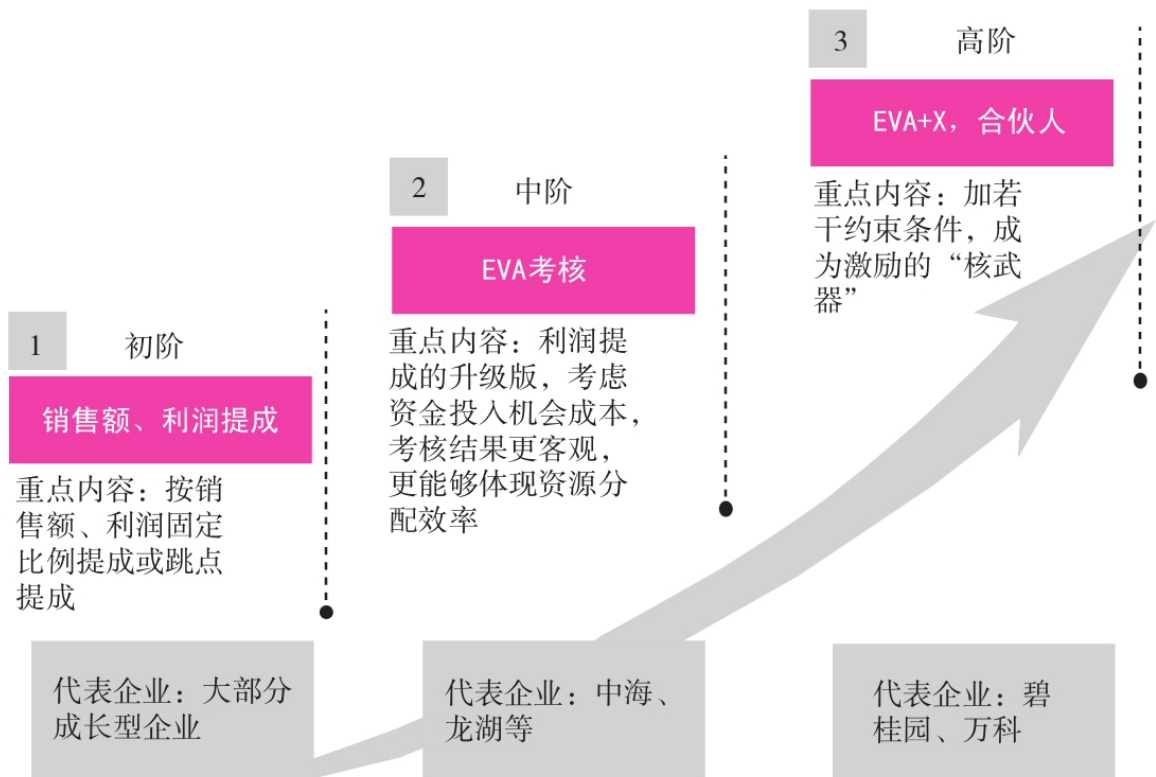 1
初阶
销售额、利润提成
重点内容：按销
售额、利润固定
比例提成或跳点
提成
代表企业：大部分
成长型企业
2
中阶
EVA考核
重点内容：利润提
成的升级版，考虑
资金投入机会成本，
考核结果更客观，
更能够体现资源分
配效率
代表企业：中海、
龙湖等
3
高阶
EVA+X，合伙人
重点内容：加若
干约束条件，成
为激励的“核武
器”
代表企业：碧
桂园、万科